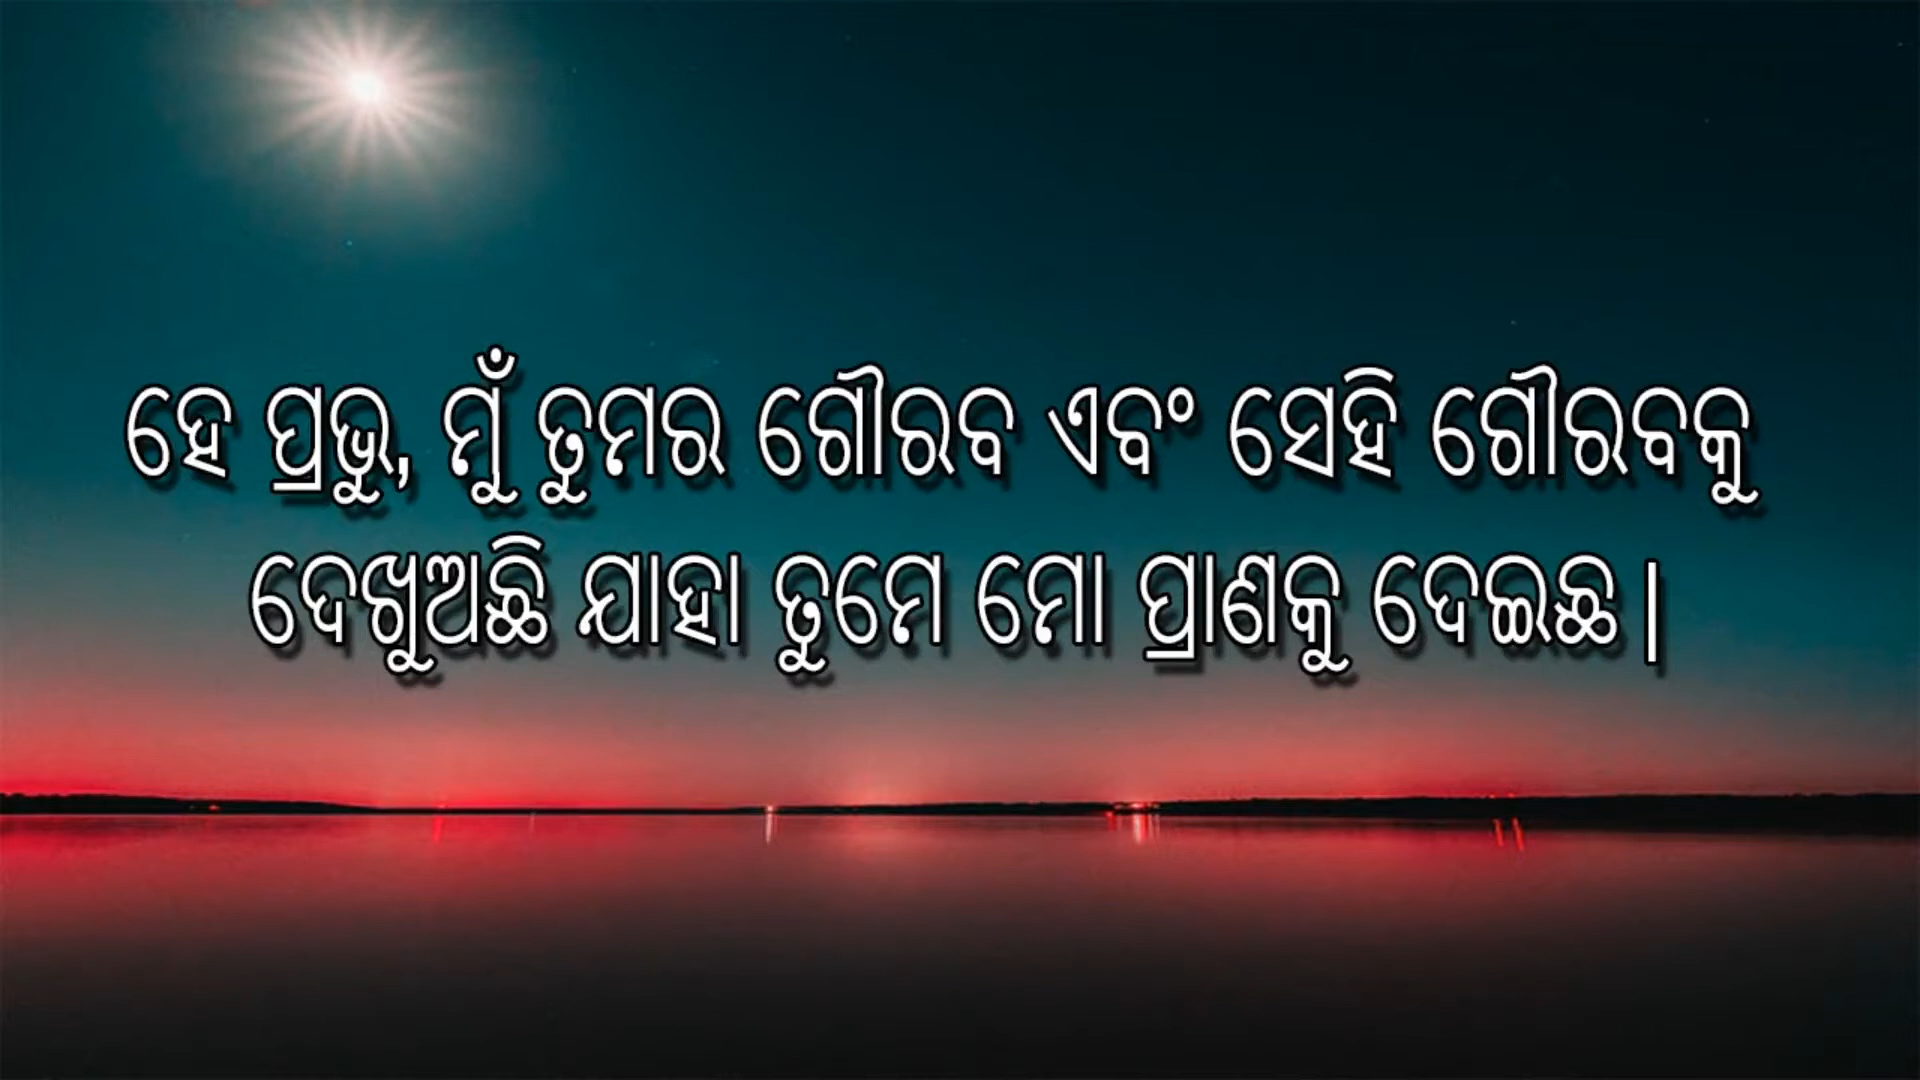 ହେ ପ୍ରଭୁ, ମୁଁ ତୁମର ଗୌରବ ଏବଂ ସେହି ଗୌରବକୁ
ଦେଖୁଅଛି ଯାହା ତୁମେ ମୋ ପ୍ରାଣକୁ ଦେଇଛ |